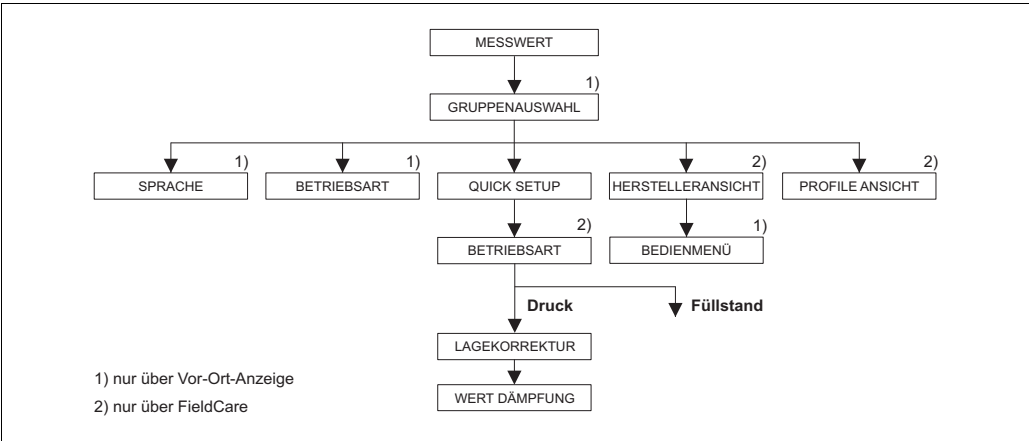 MESSWERT
1)
GRUPPENAUSWAHL
1)
1)
2)
2)
SPRACHE
BETRIEBSART
QUICK SETUP
HERSTELLERANSICHT
PROFILE ANSICHT
2)
1)
BETRIEBSART
BEDIENMENÜ
Druck
Füllstand
LAGEKORREKTUR
1) nur über Vor-Ort-Anzeige
WERT DÄMPFUNG
2) nur über FieldCare